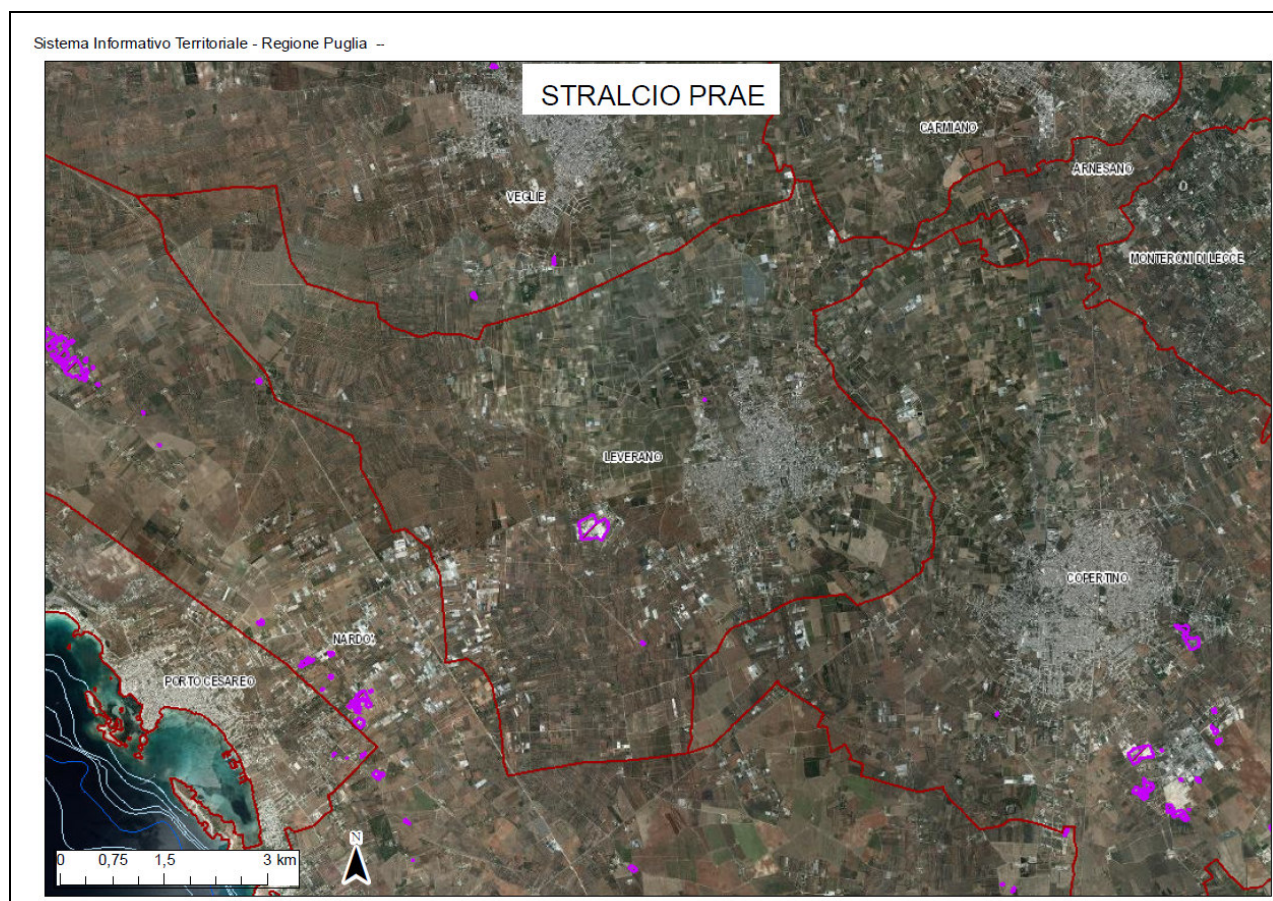 Sistema Informativo Territoriale - Regione Puglia --
STRALCIO PRAE
CARMIANO
ARNESANO
VEGLIE
MONTERONI DI LECCE
LEVERANO
COPERTINO
NARDO'
PORTO CESAREO
N
0 0,75 1,5 3 km